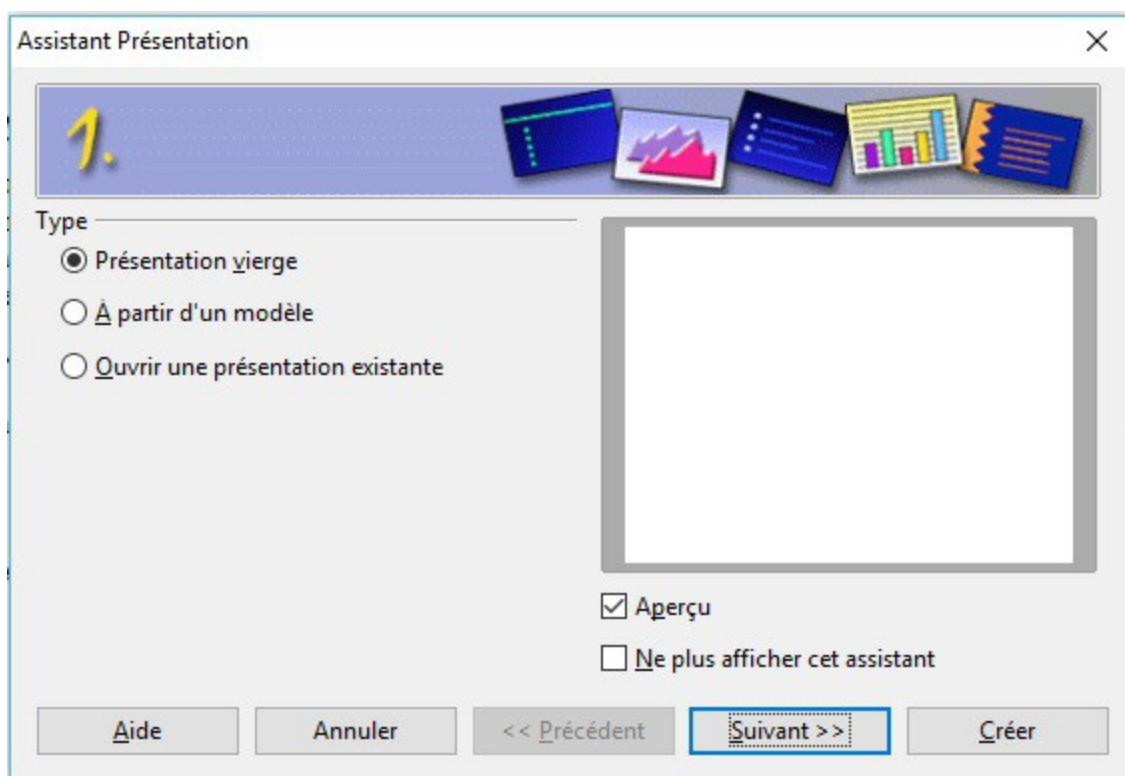 Assistant Présentation
1.
Type
Présentation vierge
À partir d'un modèle
Ouvrir une présentation existante
Aperçu
Ne plus afficher cet assistant
Aide
Annuler
<< Précédent
Suivant >>
Créer